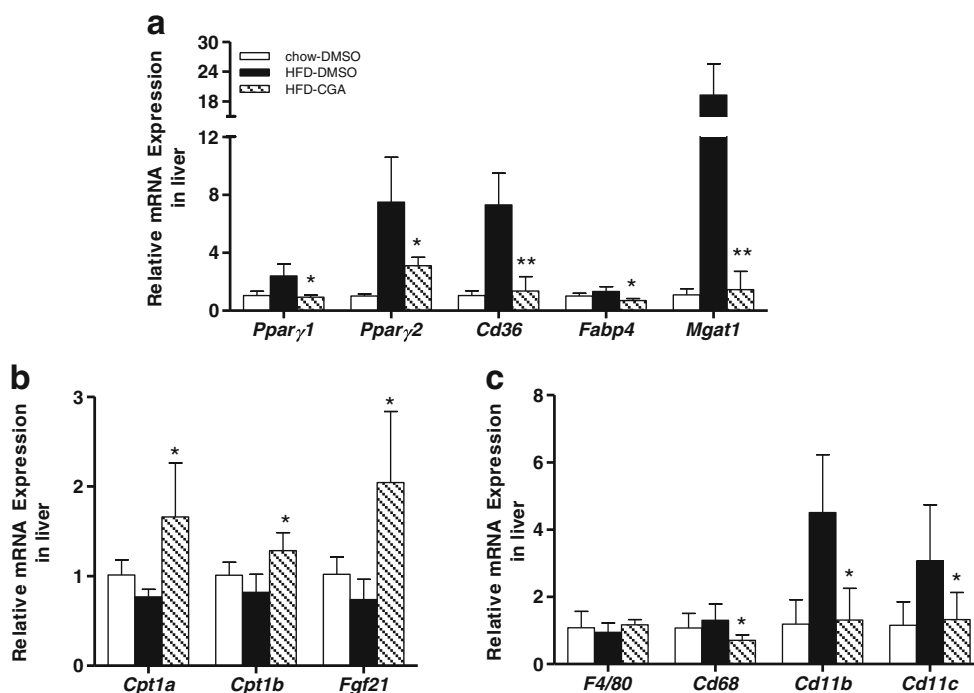 a
Relative mRNA Expression
in liver
30
24
18
12
8
4
0
chow-DMSO
HFD-DMSO
HFD-CGA
*
*
**
*
**
Pparγ1 Pparγ2 Cd36 Fabp4 Mgat1
b
Relative mRNA Expression
in liver
3
2
1
0
*
*
*
Cpt1a Cpt1b Fgf21
c
Relative mRNA Expression
in liver
8
6
4
2
0
*
*
*
F4/80 Cd68 Cd11b Cd11c